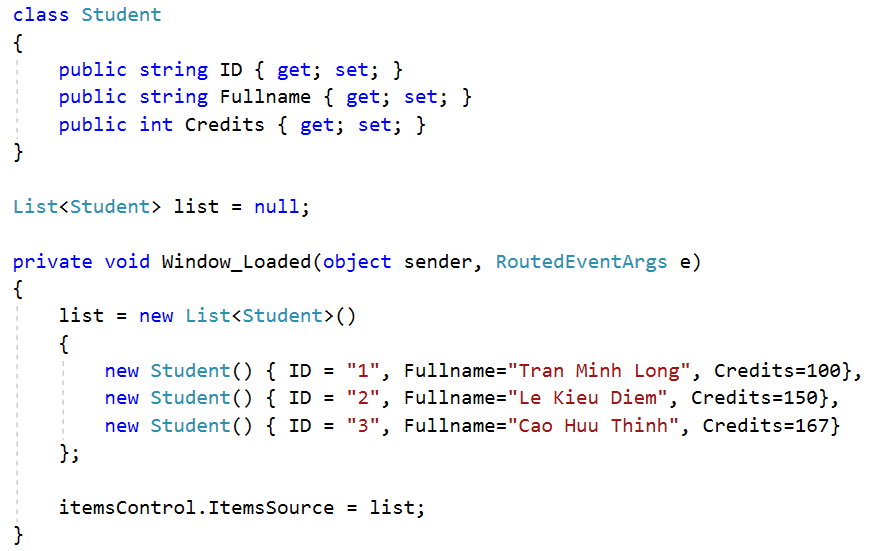 class Student
{
    public string ID { get; set; }
    public string Fullname { get; set; }
    public int Credits { get; set; }
}

List<Student> list = null;

private void Window_Loaded(object sender, RoutedEventArgs e)
{
    list = new List<Student>()
    {
        new Student() { ID = "1", Fullname="Tran Minh Long", Credits=100},
        new Student() { ID = "2", Fullname="Le Kieu Diem", Credits=150},
        new Student() { ID = "3", Fullname="Cao Huu Thinh", Credits=167}
    };

    itemsControl.ItemsSource = list;
}